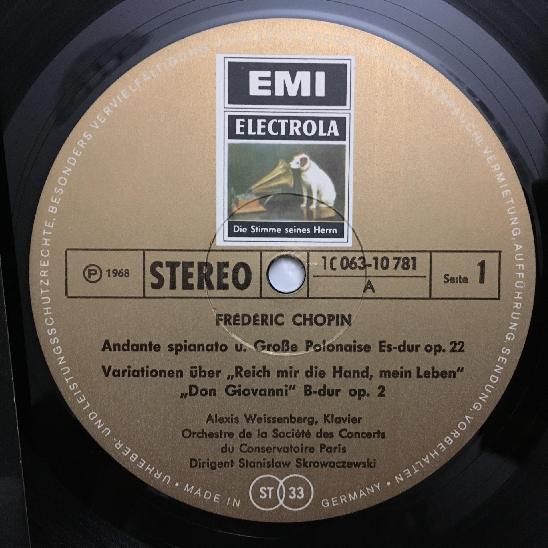 EMI
ELECTROLA
Die Stimme seines Herrn
Ⓟ 1968 STEREO 1C 063-10 781 A Seite 1
FRÉDÉRIC CHOPIN
Andante spianato u. Große Polonaise Es-dur op. 22
Variationen über „Reich mir die Hand, mein Leben“
„Don Giovanni“ B-dur op. 2
Alexis Weissenberg, Klavier
Orchestre de la Société des Concerts
du Conservatoire Paris
Dirigent Stanislaw Skrowaczewski
URHEBER- UND LEISTUNGSSCHUTZRECHTE, BESONDERS VERVIELFÄLTIGUNG
VERMIETUNG, AUFFÜHRUNG, SENDUNG, VORBEHALTEN
• MADE IN ST 33 GERMANY •